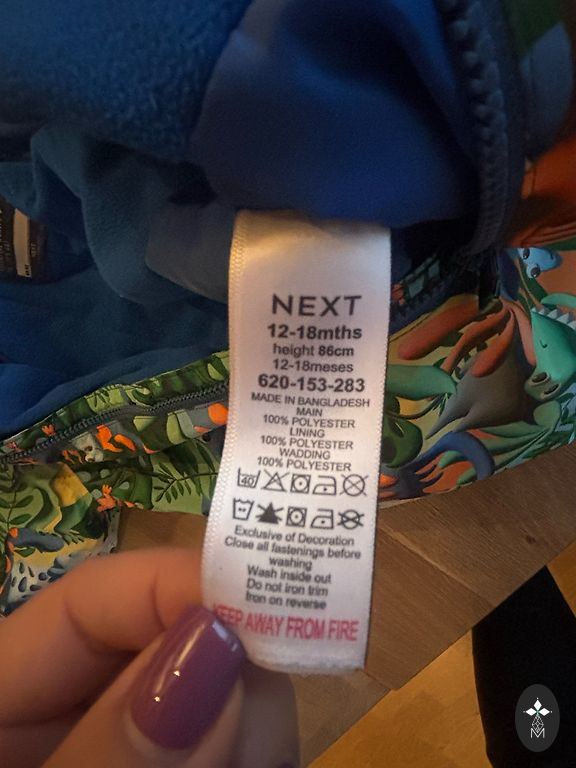 NEXT
12-18mths
height 86cm
12-18meses
620-153-283
MADE IN BANGLADESH
MAIN
100% POLYESTER
LINING
100% POLYESTER
WADDING
100% POLYESTER
40
Exclusive of Decoration
Close all fastenings before
washing
Wash inside out
Do not iron trim
Iron on reverse
KEEP AWAY FROM FIRE
M